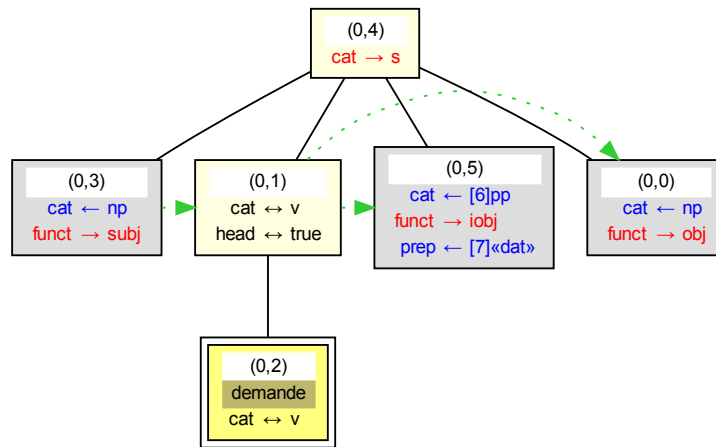 (0,4)
cat → s
(0,3)
cat ← np
funct → subj
(0,1)
cat ↔ v
head ↔ true
(0,5)
cat ← [6]pp
funct → iobj
prep ← [7]«dat»
(0,0)
cat ← np
funct → obj
(0,2)
demande
cat ↔ v